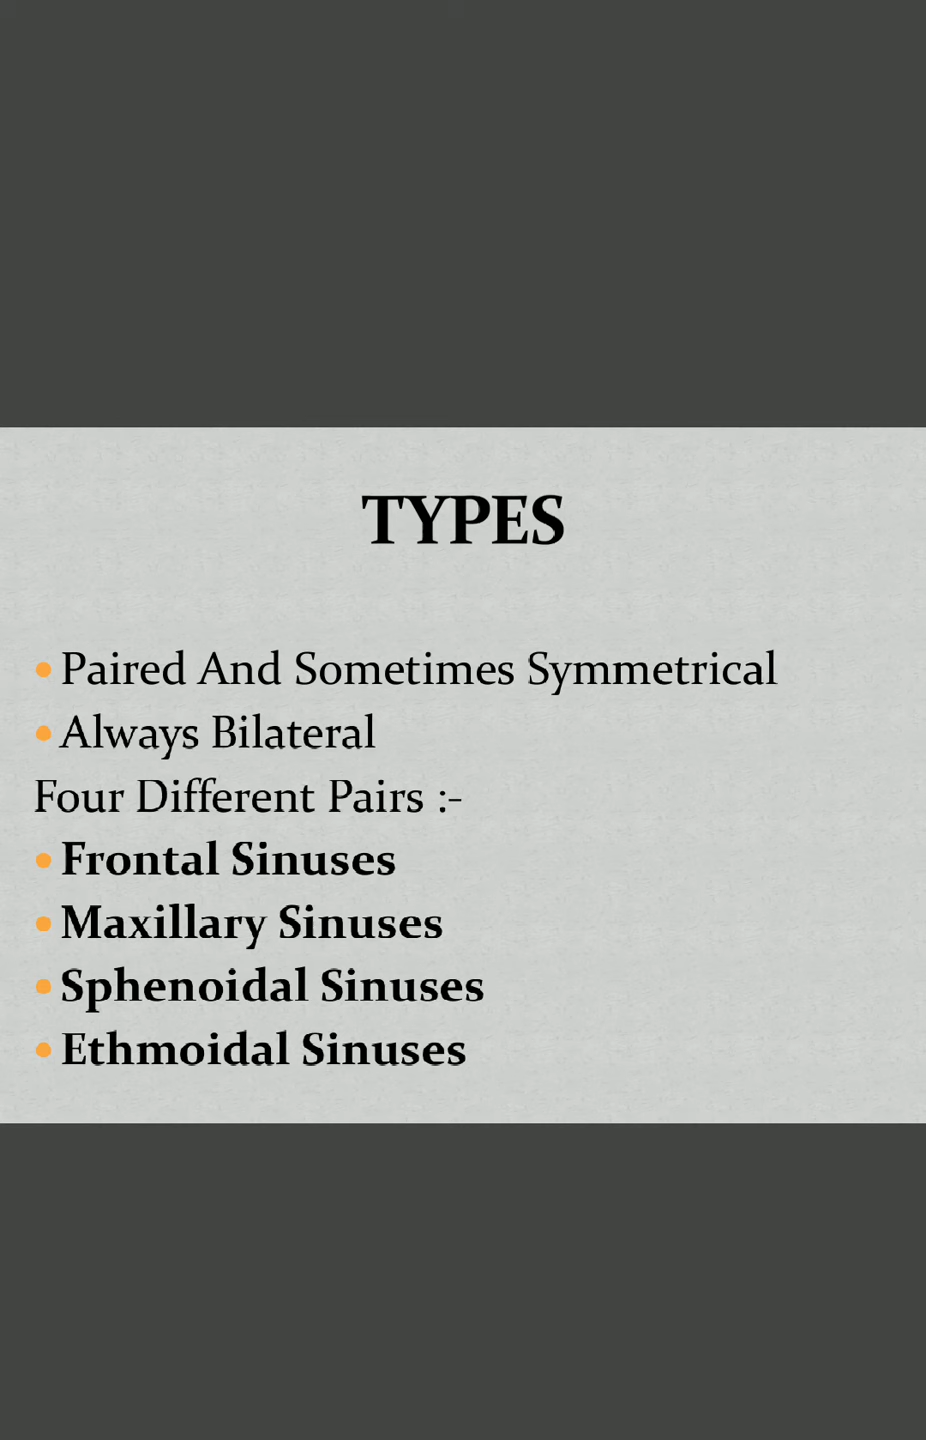 TYPES
• Paired And Sometimes Symmetrical
• Always Bilateral
Four Different Pairs :-
• Frontal Sinuses
• Maxillary Sinuses
• Sphenoidal Sinuses
• Ethmoidal Sinuses